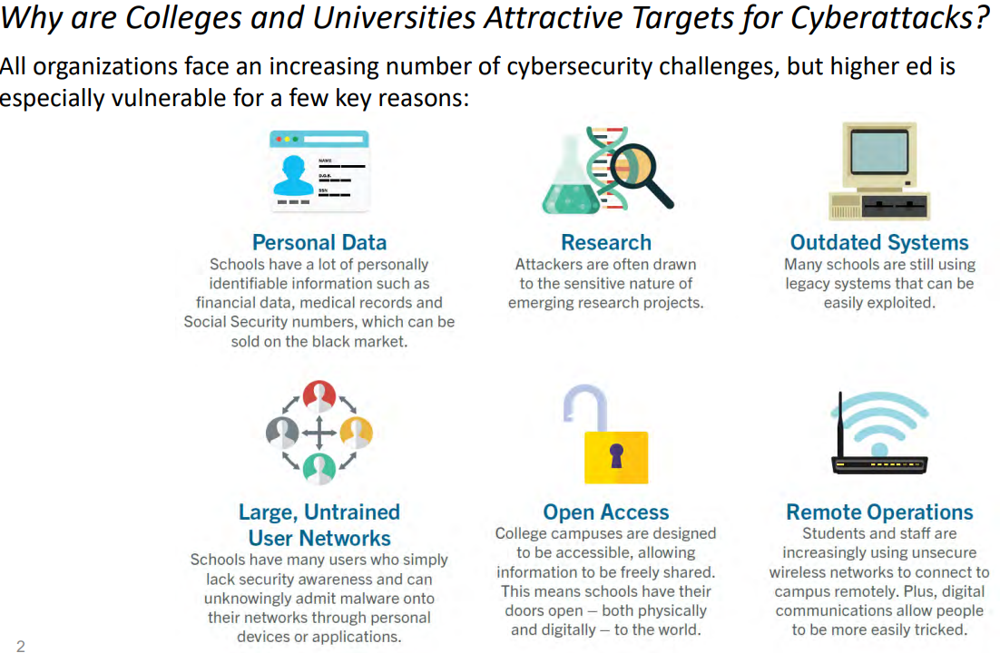 Why are Colleges and Universities Attractive Targets for Cyberattacks?
All organizations face an increasing number of cybersecurity challenges, but higher ed is
especially vulnerable for a few key reasons:
NAME
D.O.B.
SSN
Personal Data
Schools have a lot of personally
identifiable information such as
financial data, medical records and
Social Security numbers, which can be
sold on the black market.
Research
Attackers are often drawn
to the sensitive nature of
emerging research projects.
Outdated Systems
Many schools are still using
legacy systems that can be
easily exploited.
Large, Untrained
User Networks
Schools have many users who simply
lack security awareness and can
unknowingly admit malware onto
their networks through personal
devices or applications.
Open Access
College campuses are designed
to be accessible, allowing
information to be freely shared.
This means schools have their
doors open – both physically
and digitally – to the world.
Remote Operations
Students and staff are
increasingly using unsecure
wireless networks to connect to
campus remotely. Plus, digital
communications allow people
to be more easily tricked.
2